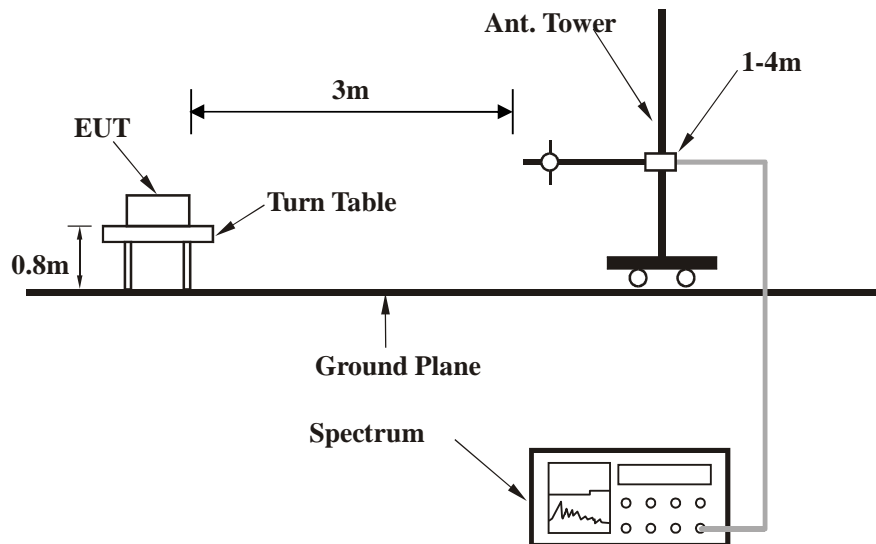 Ant. Tower
1-4m
3m
EUT
Turn Table
0.8m
Ground Plane
Spectrum